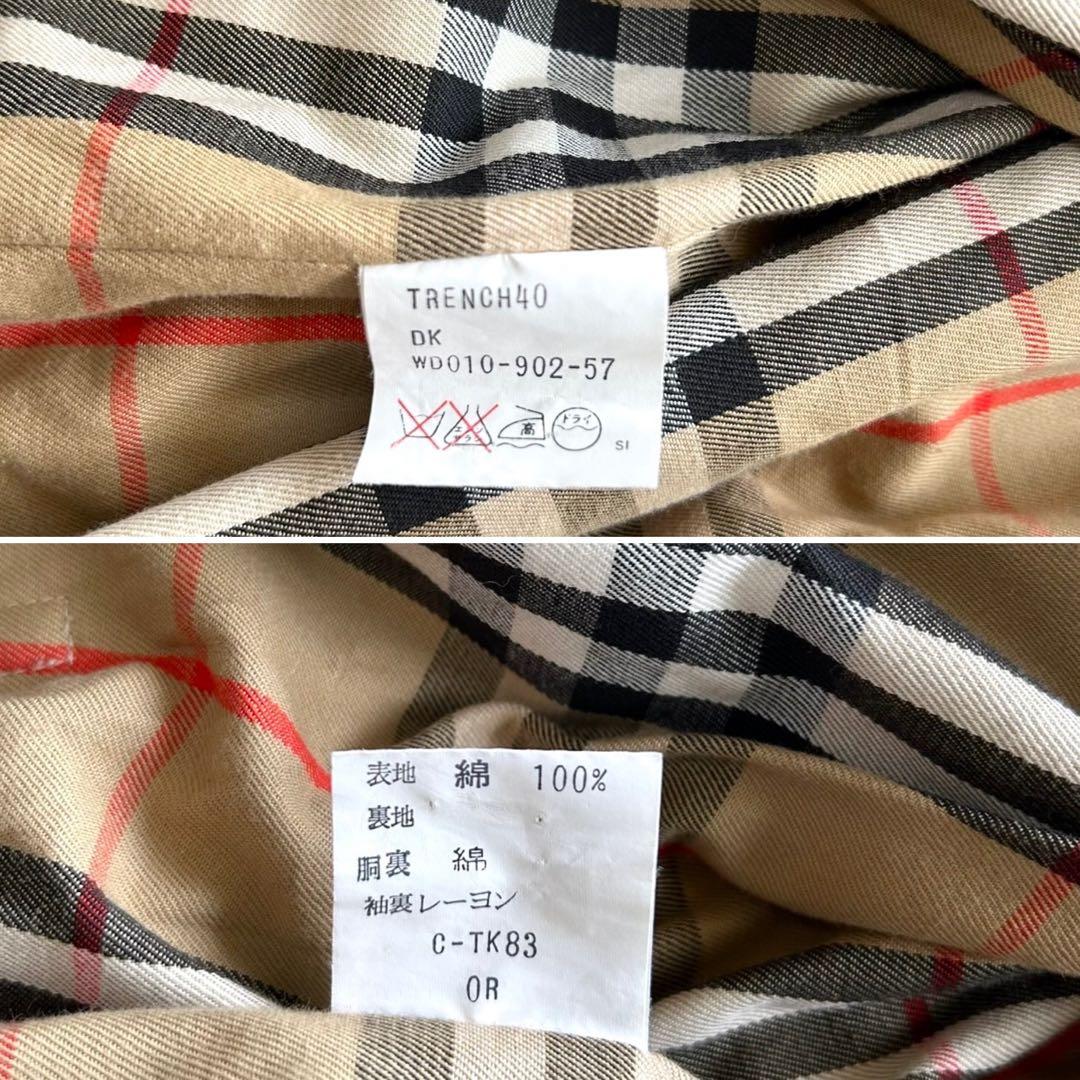 TRENCH40
DK
WD010-902-57
高 ドライ
SI
表地 綿 100%
裏地
胴裏 綿
袖裏レーヨン
C-TK83
OR